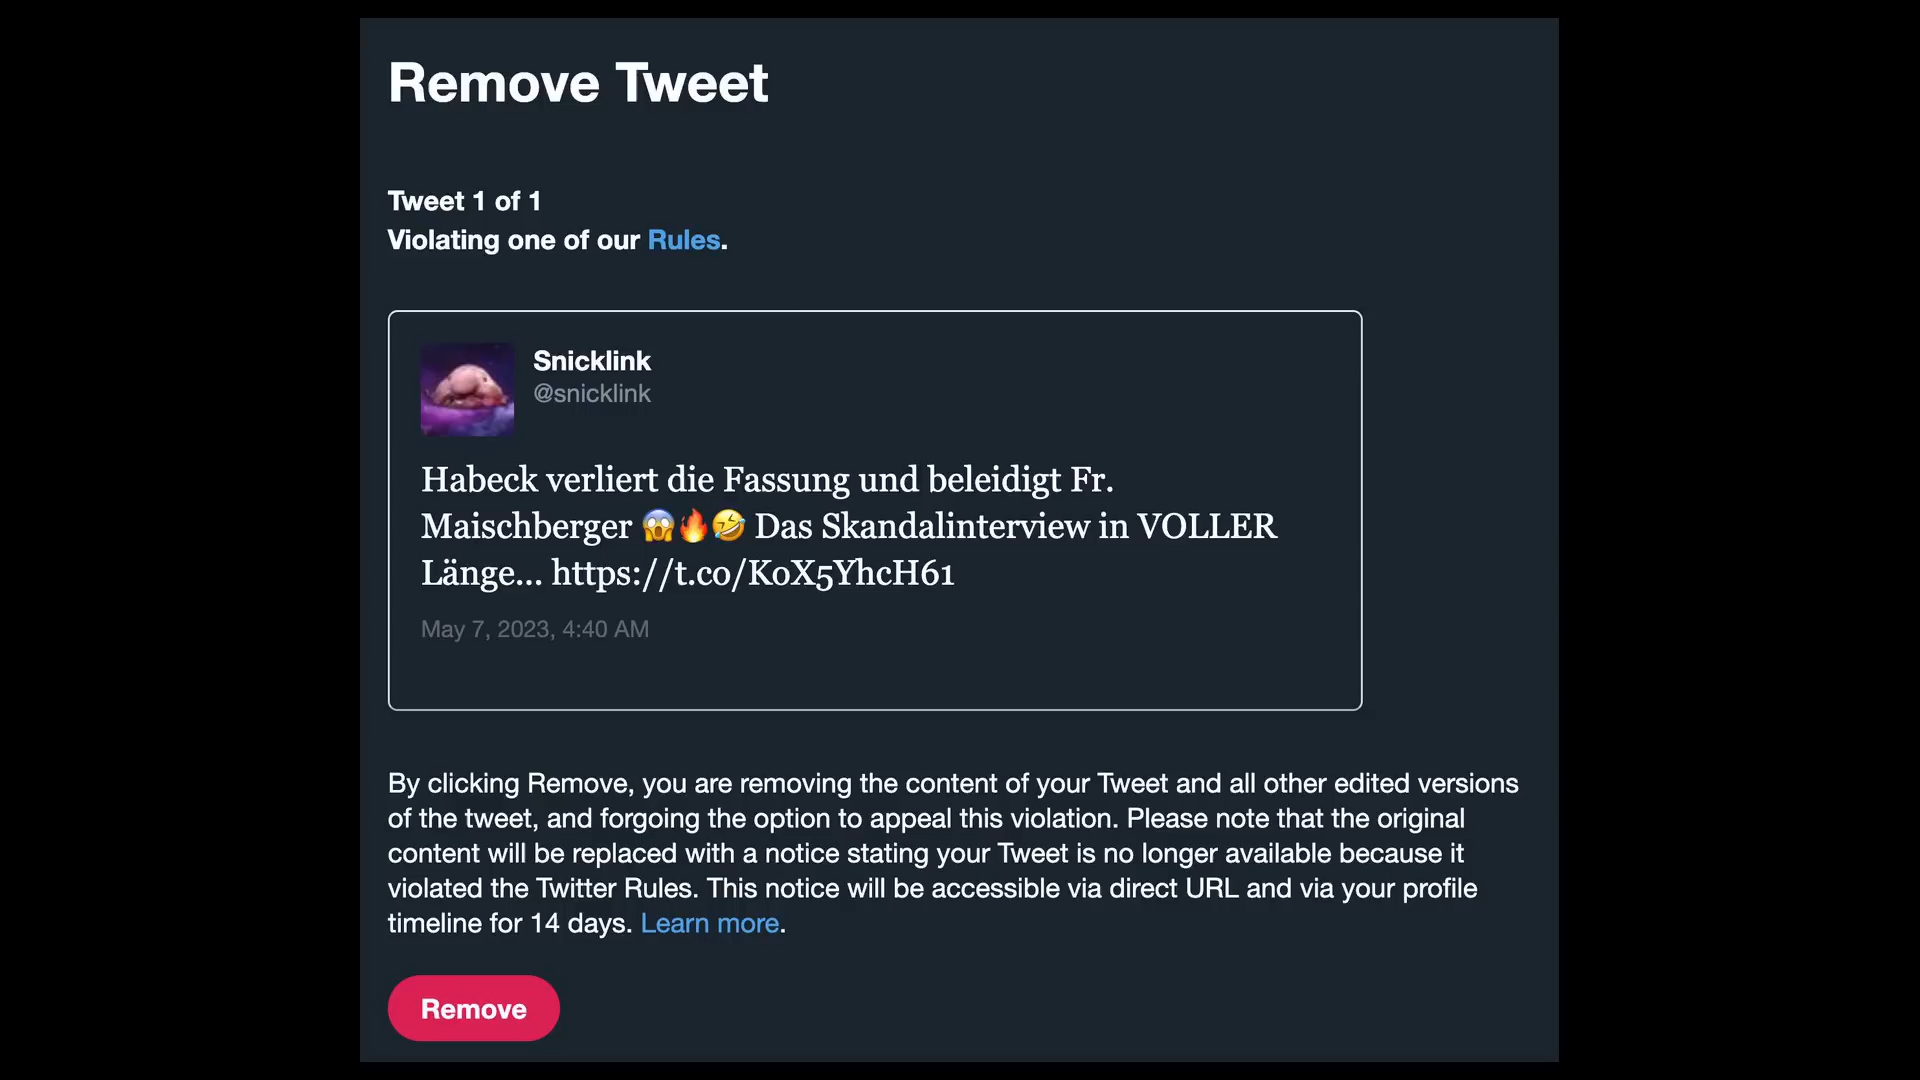 Remove Tweet
Tweet 1 of 1
Violating one of our Rules.
Snicklink
@snicklink
Habeck verliert die Fassung und beleidigt Fr.
Maischberger 😱🔥🤣 Das Skandalinterview in VOLLER
Länge... https://t.co/KoX5YhcH61
May 7, 2023, 4:40 AM
By clicking Remove, you are removing the content of your Tweet and all other edited versions
of the tweet, and forgoing the option to appeal this violation. Please note that the original
content will be replaced with a notice stating your Tweet is no longer available because it
violated the Twitter Rules. This notice will be accessible via direct URL and via your profile
timeline for 14 days. Learn more.
Remove